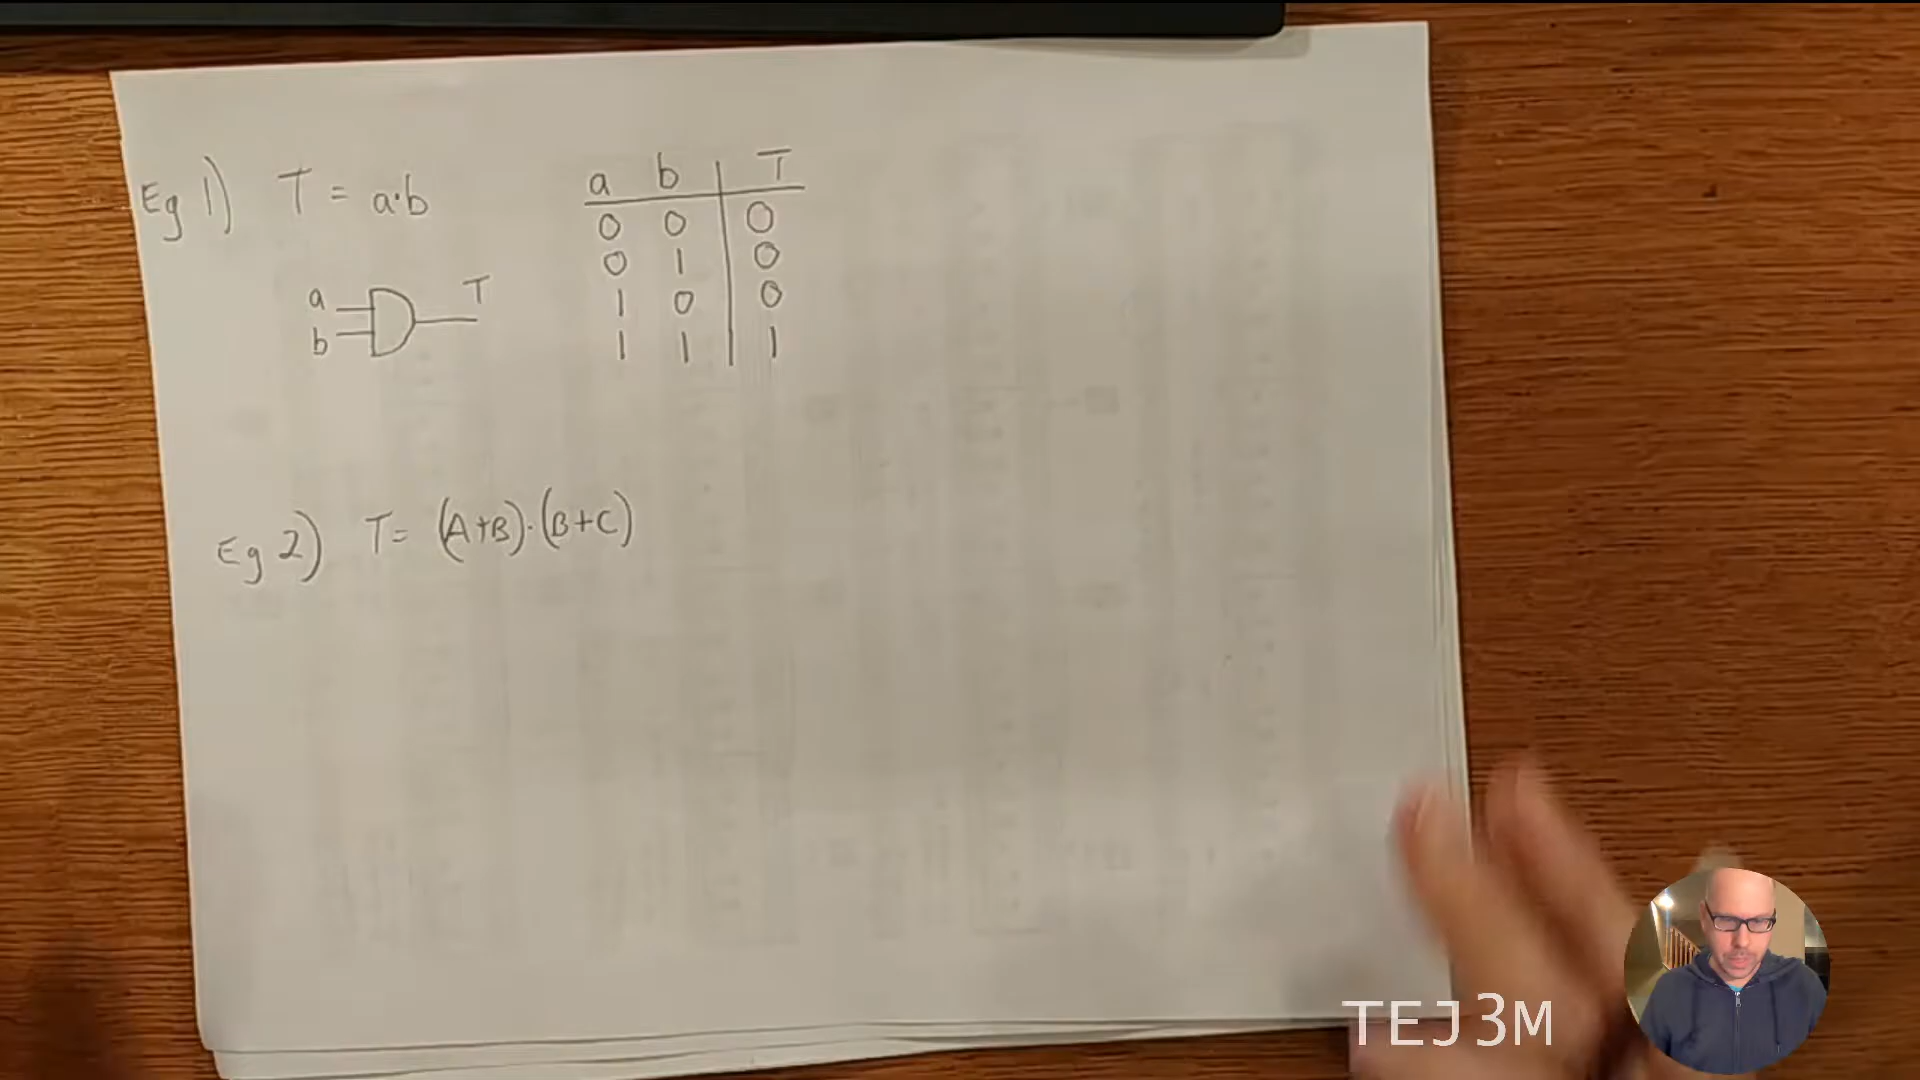 Eg 1) T = a·b
a b T
0 0 0
0 1 0
1 0 0
1 1 1
a T
b
Eg 2) T = (A+B)·(B+C)
TEJ3M